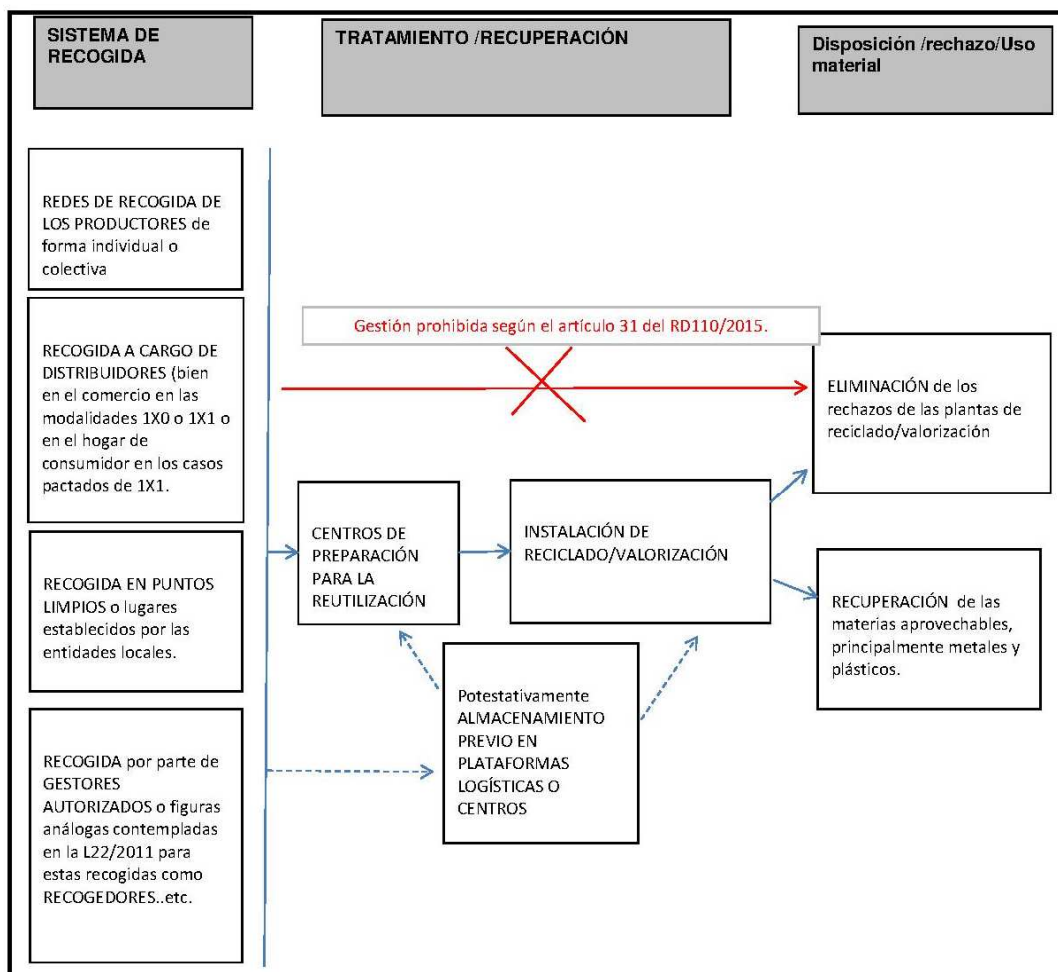 SISTEMA DE
RECOGIDA
TRATAMIENTO /RECUPERACIÓN
Disposición /rechazo/Uso
material
REDES DE RECOGIDA DE
LOS PRODUCTORES de
forma individual o
colectiva
RECOGIDA A CARGO DE
DISTRIBUIDORES (bien
en el comercio en las
modalidades 1X0 o 1X1 o
en el hogar de
consumidor en los casos
pactados de 1X1.
RECOGIDA EN PUNTOS
LIMPIOS o lugares
establecidos por las
entidades locales.
RECOGIDA por parte de
GESTORES
AUTORIZADOS o figuras
análogas contempladas
en la L22/2011 para
estas recogidas como
RECOGEDORES..etc.
Gestión prohibida según el artículo 31 del RD110/2015.
CENTROS DE
PREPARACIÓN
PARA LA
REUTILIZACIÓN
INSTALACIÓN DE
RECICLADO/VALORIZACIÓN
Potestativamente
ALMACENAMIENTO
PREVIO EN
PLATAFORMAS
LOGÍSTICAS O
CENTROS
ELIMINACIÓN de los
rechazos de las plantas de
reciclado/valorización
RECUPERACIÓN de las
materias aprovechables,
principalmente metales y
plásticos.